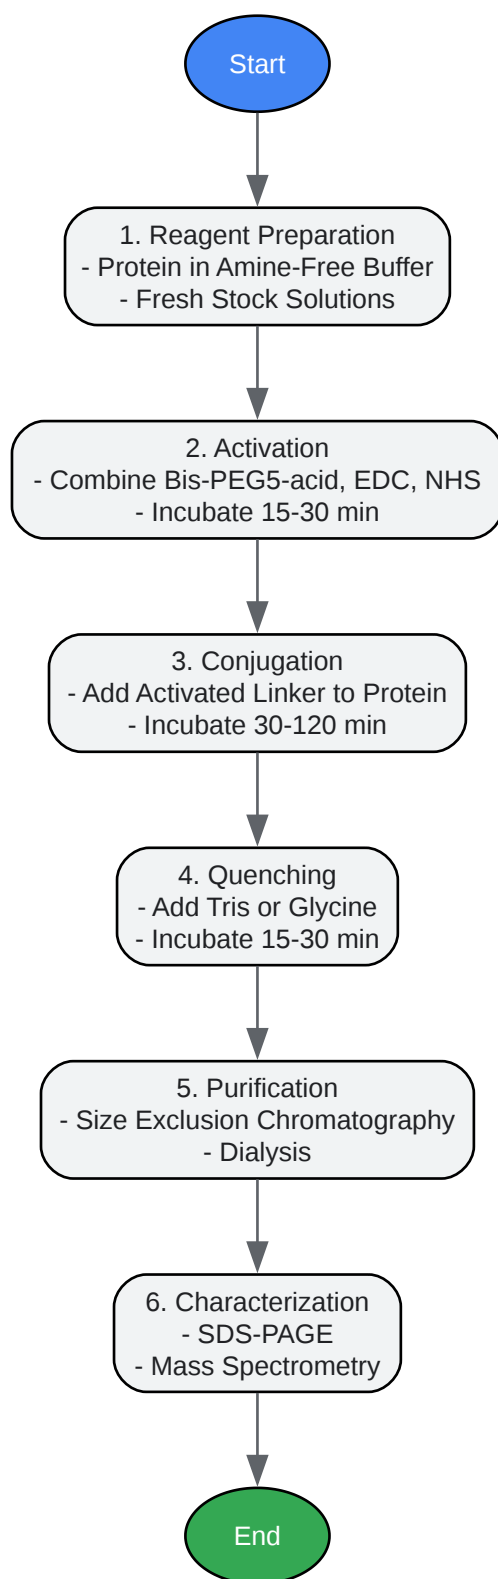 Start
1. Reagent Preparation
- Protein in Amine-Free Buffer
- Fresh Stock Solutions
2. Activation
- Combine Bis-PEG5-acid, EDC, NHS
- Incubate 15-30 min
3. Conjugation
- Add Activated Linker to Protein
- Incubate 30-120 min
4. Quenching
- Add Tris or Glycine
- Incubate 15-30 min
5. Purification
- Size Exclusion Chromatography
- Dialysis
6. Characterization
- SDS-PAGE
- Mass Spectrometry
End